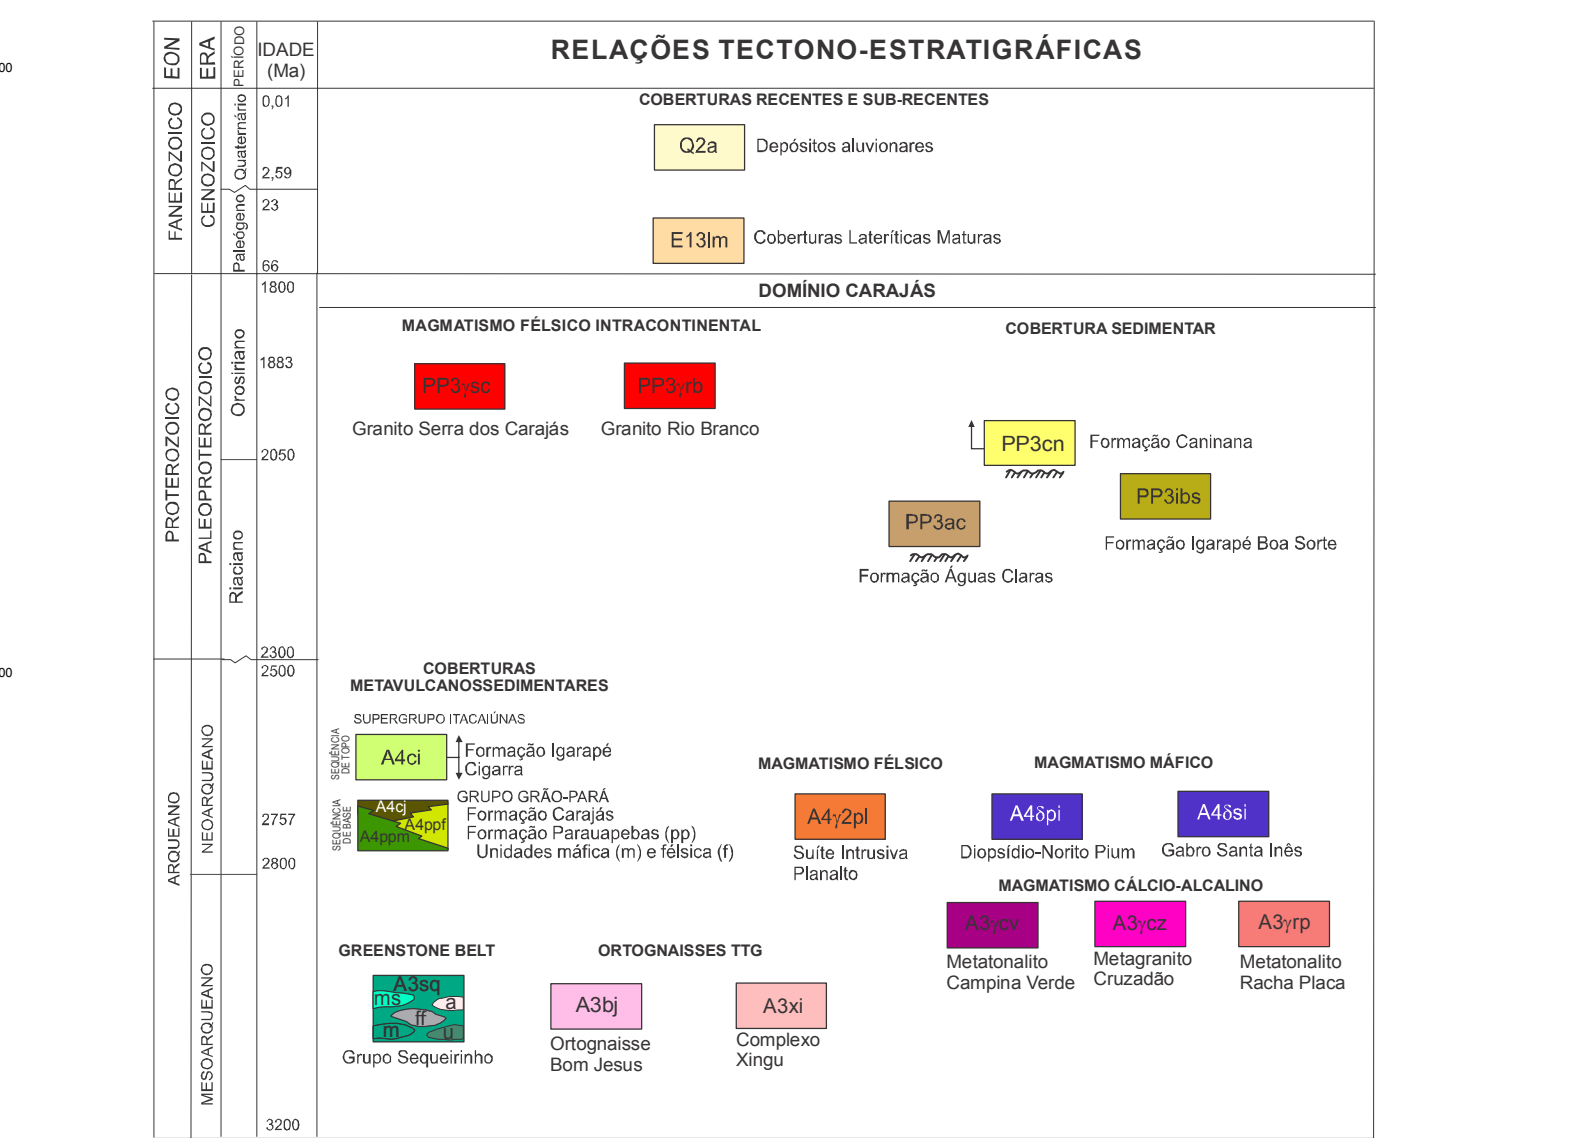 EON
ERA
PERÍODO
IDADE
(Ma)
RELAÇÕES TECTONO-ESTRATIGRÁFICAS
00
FANEROZOICO
CENOZOICO
Quaternário
0,01
2,59
COBERTURAS RECENTES E SUB-RECENTES
Q2a
Depósitos aluvionares
Paleógeno
23
66
E13lm
Coberturas Lateríticas Maturas
PROTEROZOICO
PALEOPROTEROZOICO
Orosiriano
1800
1883
2050
Riaciano
2300
DOMÍNIO CARAJÁS
MAGMATISMO FÉLSICO INTRACONTINENTAL
PP3γsc
Granito Serra dos Carajás
PP3γrb
Granito Rio Branco
COBERTURA SEDIMENTAR
PP3cn
Formação Caninana
PP3ibs
Formação Igarapé Boa Sorte
PP3ac
Formação Águas Claras
00
ARQUEANO
NEOARQUEANO
2500
2757
2800
COBERTURAS
METAVULCANOSSEDIMENTARES
SUPERGRUPO ITACAIÚNAS
SEQUÊNCIA
DE TOPO
A4ci
Formação Igarapé
Cigarra
SEQUÊNCIA
DE BASE
A4cj
A4ppf
A4ppm
GRUPO GRÃO-PARÁ
Formação Carajás
Formação Parauapebas (pp)
Unidades máfica (m) e félsica (f)
MAGMATISMO FÉLSICO
A4γ2pl
Suíte Intrusiva
Planalto
MAGMATISMO MÁFICO
A4δpi
Diopsídio-Norito Pium
A4δsi
Gabro Santa Inês
MESOARQUEANO
3200
MAGMATISMO CÁLCIO-ALCALINO
A3γcv
Metatonalito
Campina Verde
A3γcz
Metagranito
Cruzadão
A3γrp
Metatonalito
Racha Placa
GREENSTONE BELT
A3sq
ms
a
ff
m
u
Grupo Sequeirinho
ORTOGNAISSES TTG
A3bj
Ortognaisse
Bom Jesus
A3xi
Complexo
Xingu